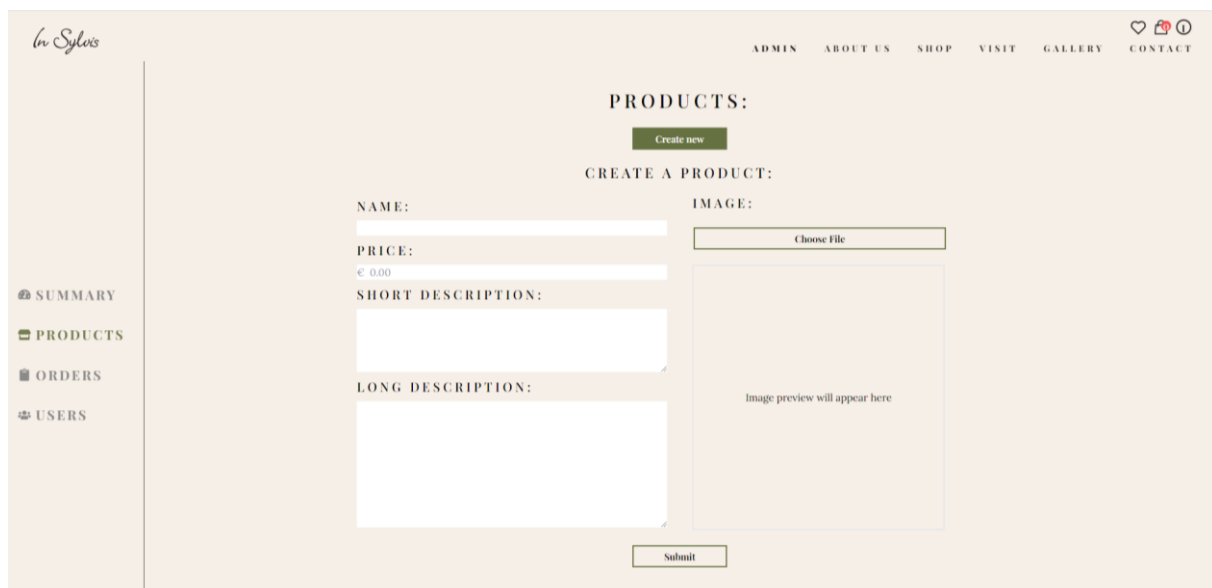 In Sylvis
0
ADMIN ABOUT US SHOP VISIT GALLERY CONTACT
PRODUCTS:
Create new
CREATE A PRODUCT:
NAME:
PRICE:
€ 0.00
SHORT DESCRIPTION:
LONG DESCRIPTION:
IMAGE:
Choose File
Image preview will appear here
Submit
SUMMARY
PRODUCTS
ORDERS
USERS